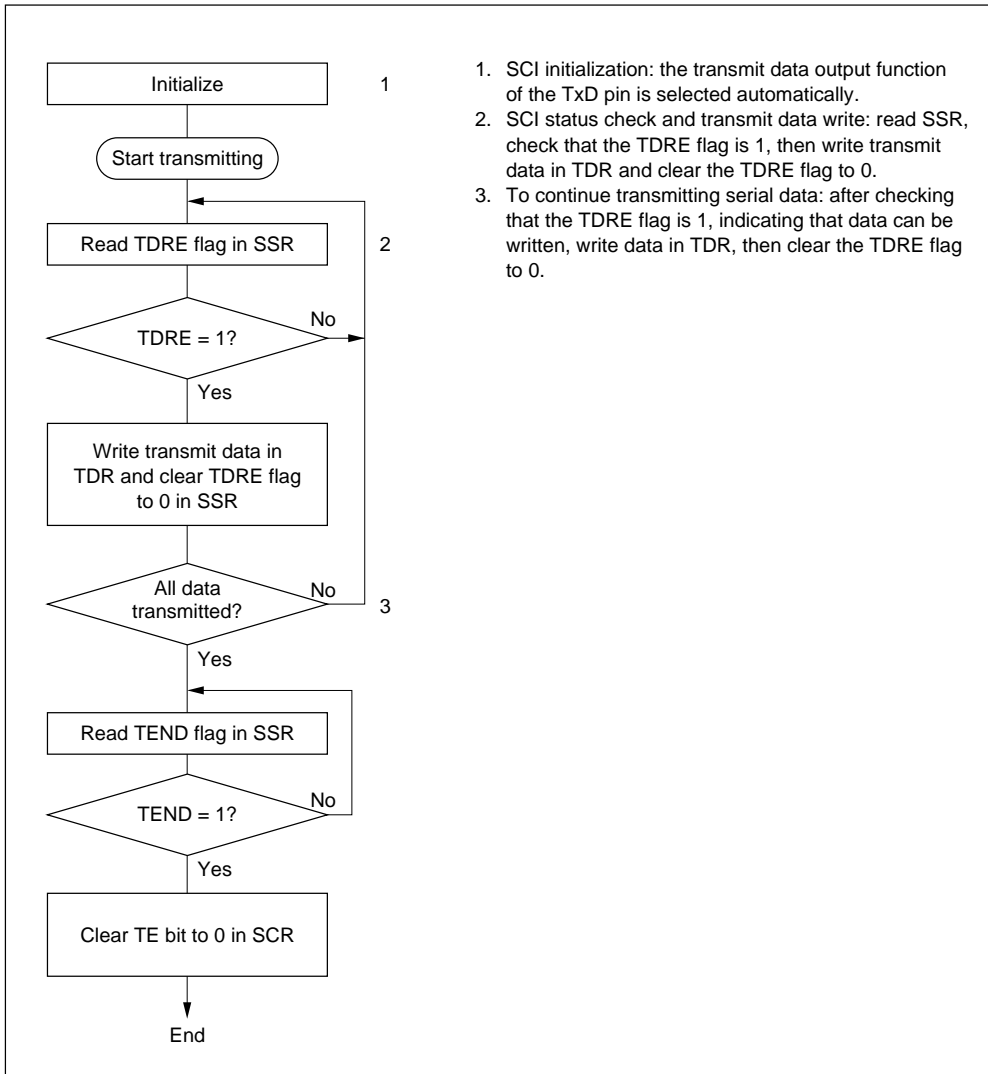 Initialize
1
Start transmitting
Read TDRE flag in SSR
2
TDRE = 1?
No
Yes
Write transmit data in
TDR and clear TDRE flag
to 0 in SSR
All data
transmitted?
No
3
Yes
Read TEND flag in SSR
TEND = 1?
No
Yes
Clear TE bit to 0 in SCR
End
1. SCI initialization: the transmit data output function
of the TxD pin is selected automatically.
2. SCI status check and transmit data write: read SSR,
check that the TDRE flag is 1, then write transmit
data in TDR and clear the TDRE flag to 0.
3. To continue transmitting serial data: after checking
that the TDRE flag is 1, indicating that data can be
written, write data in TDR, then clear the TDRE flag
to 0.